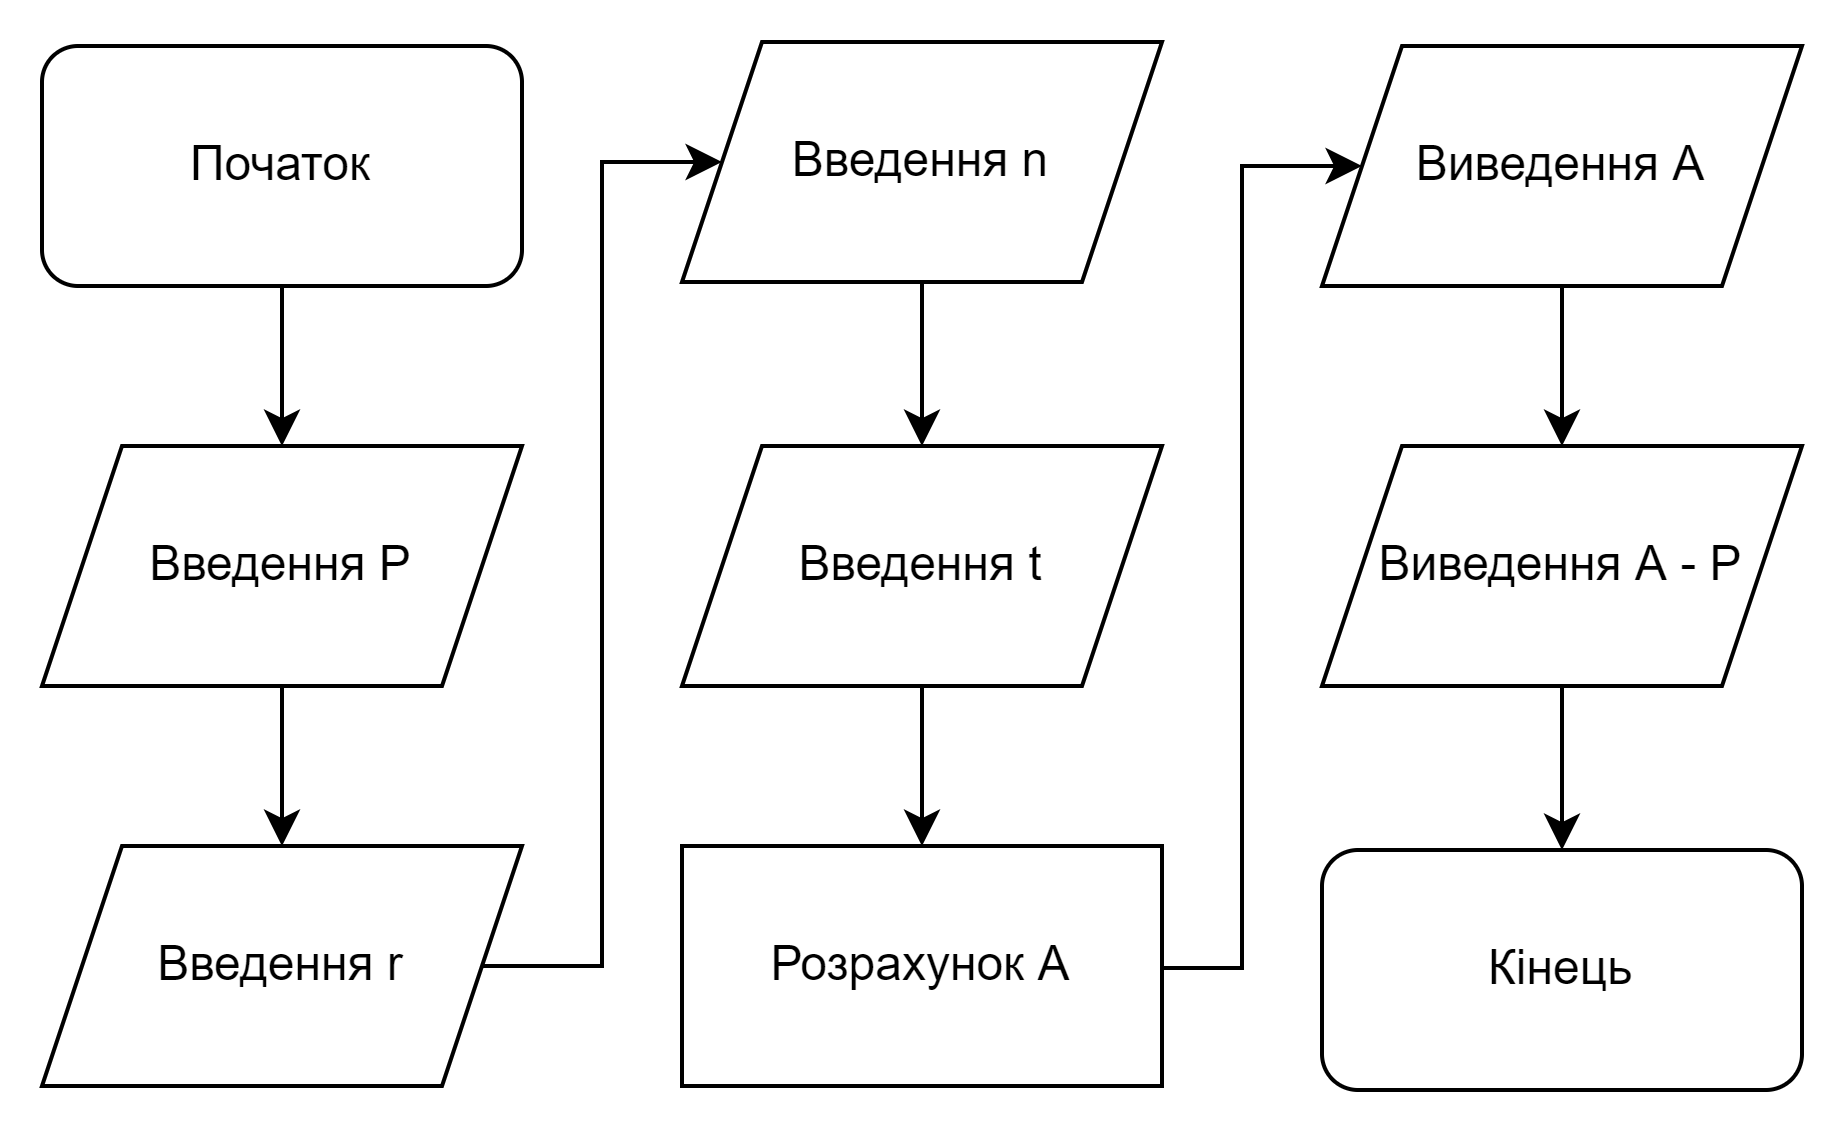 Початок
Введення P
Введення r
Введення n
Введення t
Розрахунок A
Виведення A
Виведення A - P
Кінець